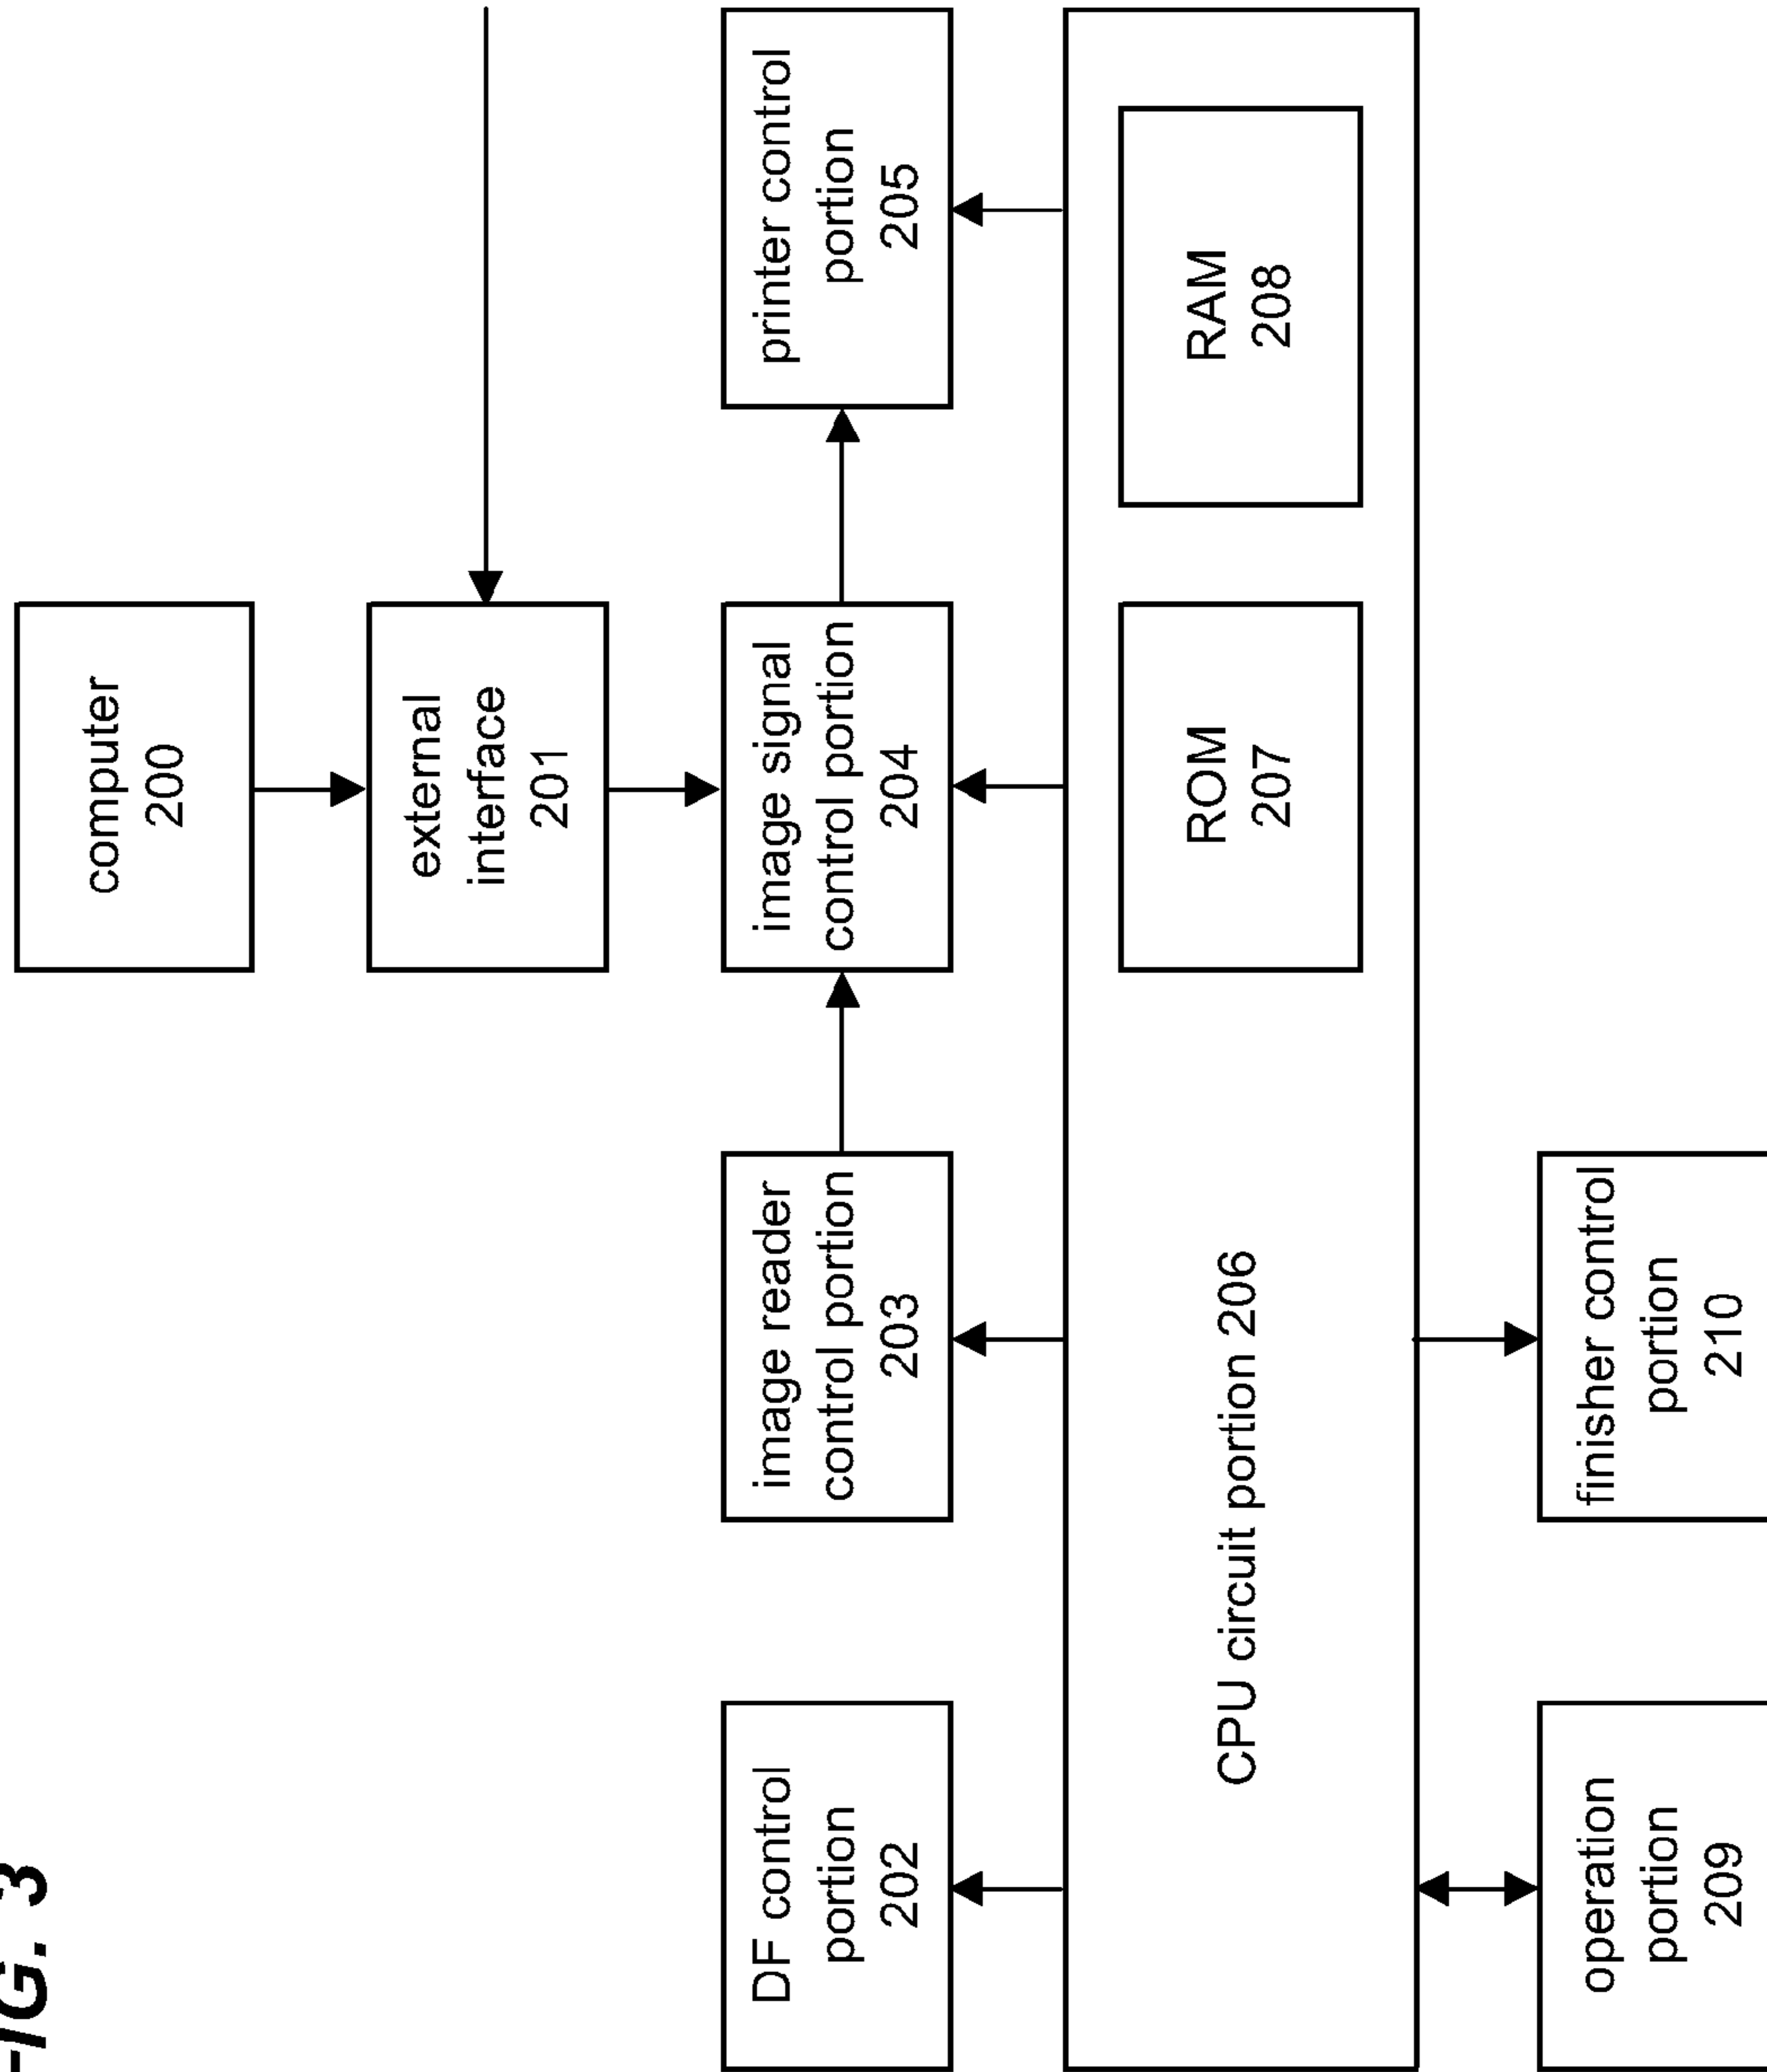 FIG. 3
computer
200
external
interface
201
DF control
portion
202
image reader
control portion
203
image signal
control portion
204
printer control
portion
205
CPU circuit portion 206
ROM
207
RAM
208
operation
portion
209
finisher control
portion
210